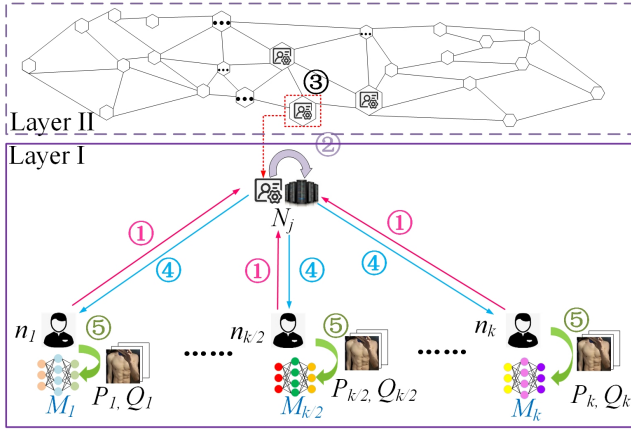 ③
Layer II
Layer I
②
N_j
① ① ①
④ ④ ④
n_1 ⑤ n_{k/2} ⑤ n_k ⑤
...... ......
P_1, Q_1 P_{k/2}, Q_{k/2} P_k, Q_k
M_1 M_{k/2} M_k